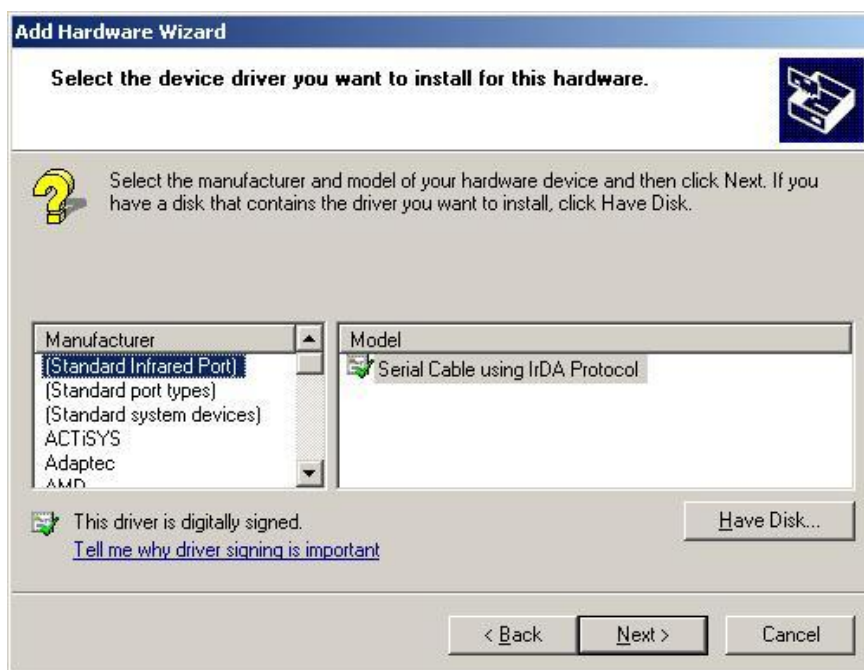 Add Hardware Wizard
Select the device driver you want to install for this hardware.
Select the manufacturer and model of your hardware device and then click Next. If you
have a disk that contains the driver you want to install, click Have Disk.
Manufacturer
(Standard Infrared Port)
(Standard port types)
(Standard system devices)
ACTiSYS
Adaptec
AMD
Model
Serial Cable using IrDA Protocol
This driver is digitally signed.
Tell me why driver signing is important
Have Disk...
< Back
Next >
Cancel